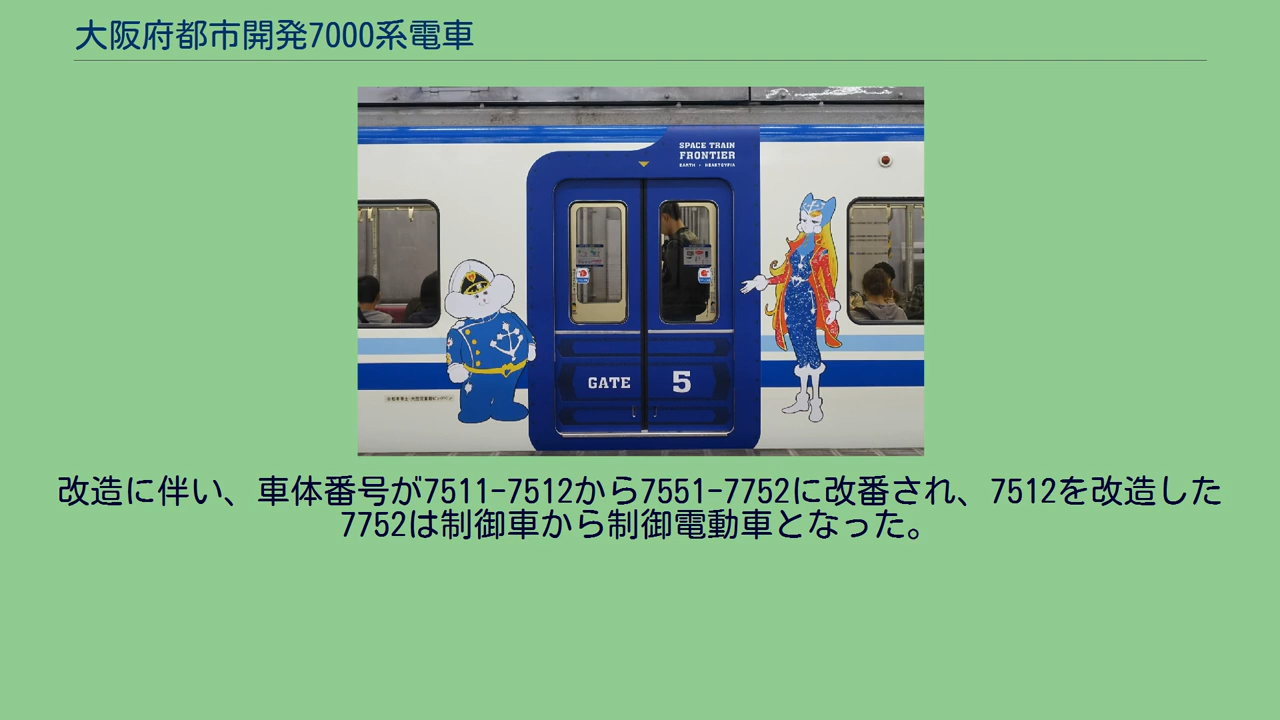 大阪府都市開発7000系電車
SPACE TRAIN
FRONTIER
GATE 5
改造に伴い、車体番号が7511-7512から7551-7752に改番され、7512を改造した
7752は制御車から制御電動車となった。